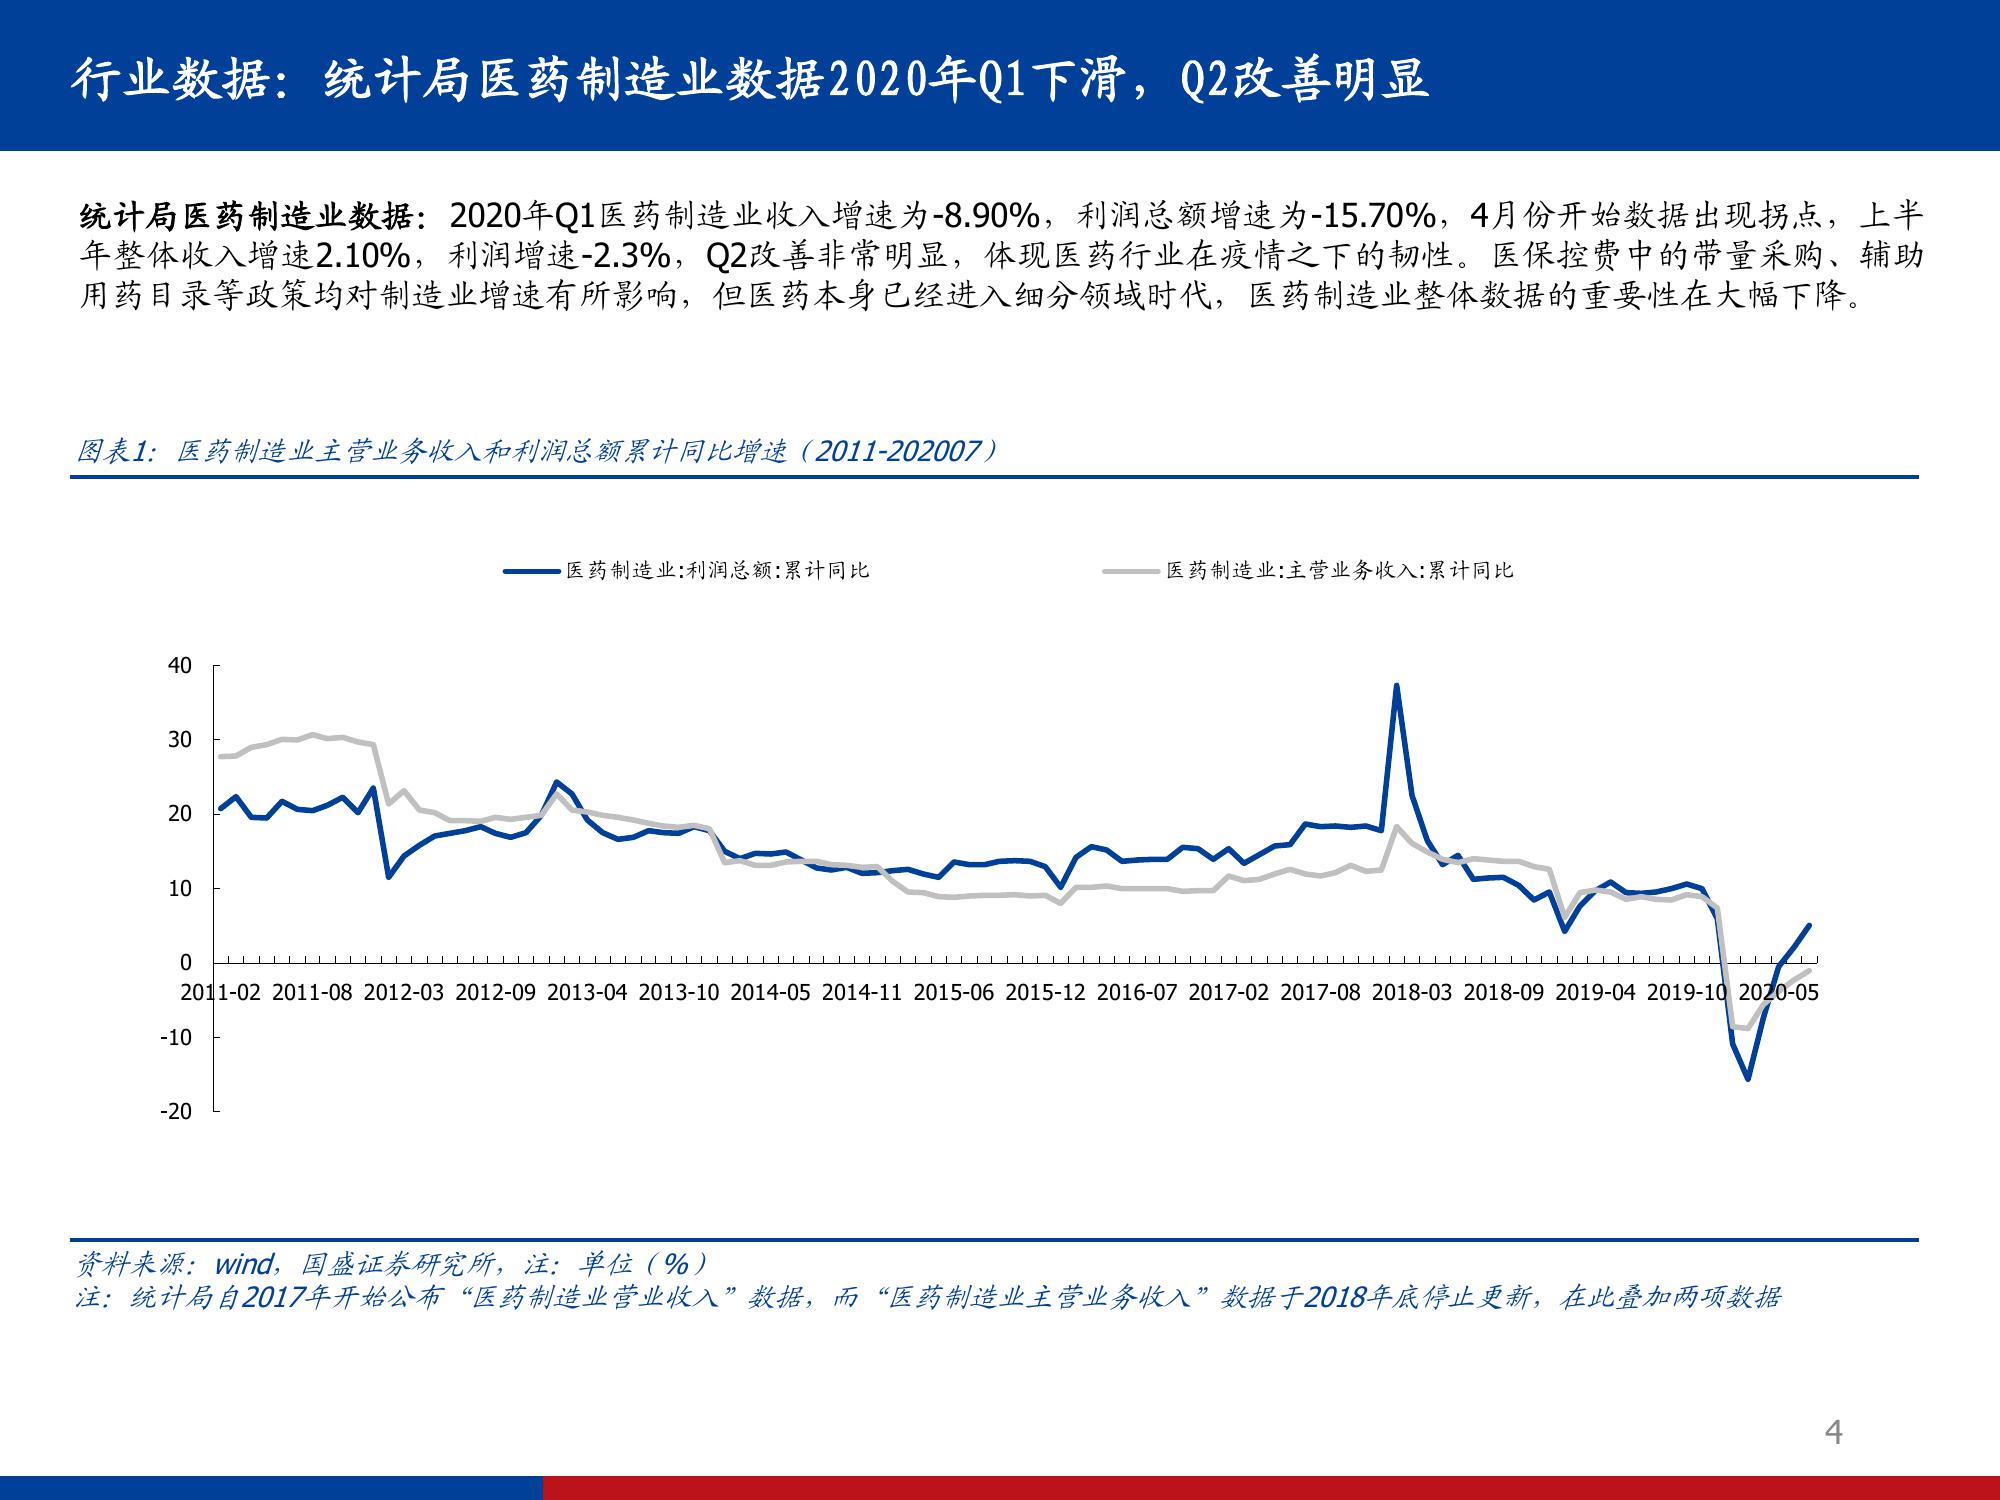 行业数据：统计局医药制造业数据2020年Q1下滑，Q2改善明显
统计局医药制造业数据：2020年Q1医药制造业收入增速为-8.90%，利润总额增速为-15.70%，4月份开始数据出现拐点，上半
年整体收入增速2.10%，利润增速-2.3%，Q2改善非常明显，体现医药行业在疫情之下的韧性。医保控费中的带量采购、辅助
用药目录等政策均对制造业增速有所影响，但医药本身已经进入细分领域时代，医药制造业整体数据的重要性在大幅下降。
图表1：医药制造业主营业务收入和利润总额累计同比增速（2011-202007）
医药制造业:利润总额:累计同比 医药制造业:主营业务收入:累计同比
40
30
20
10
0
2011-02 2011-08 2012-03 2012-09 2013-04 2013-10 2014-05 2014-11 2015-06 2015-12 2016-07 2017-02 2017-08 2018-03 2018-09 2019-04 2019-10 2020-05
-10
-20
资料来源：wind，国盛证券研究所，注：单位（%）
注：统计局自2017年开始公布“医药制造业营业收入”数据，而“医药制造业主营业务收入”数据于2018年底停止更新，在此叠加两项数据
4